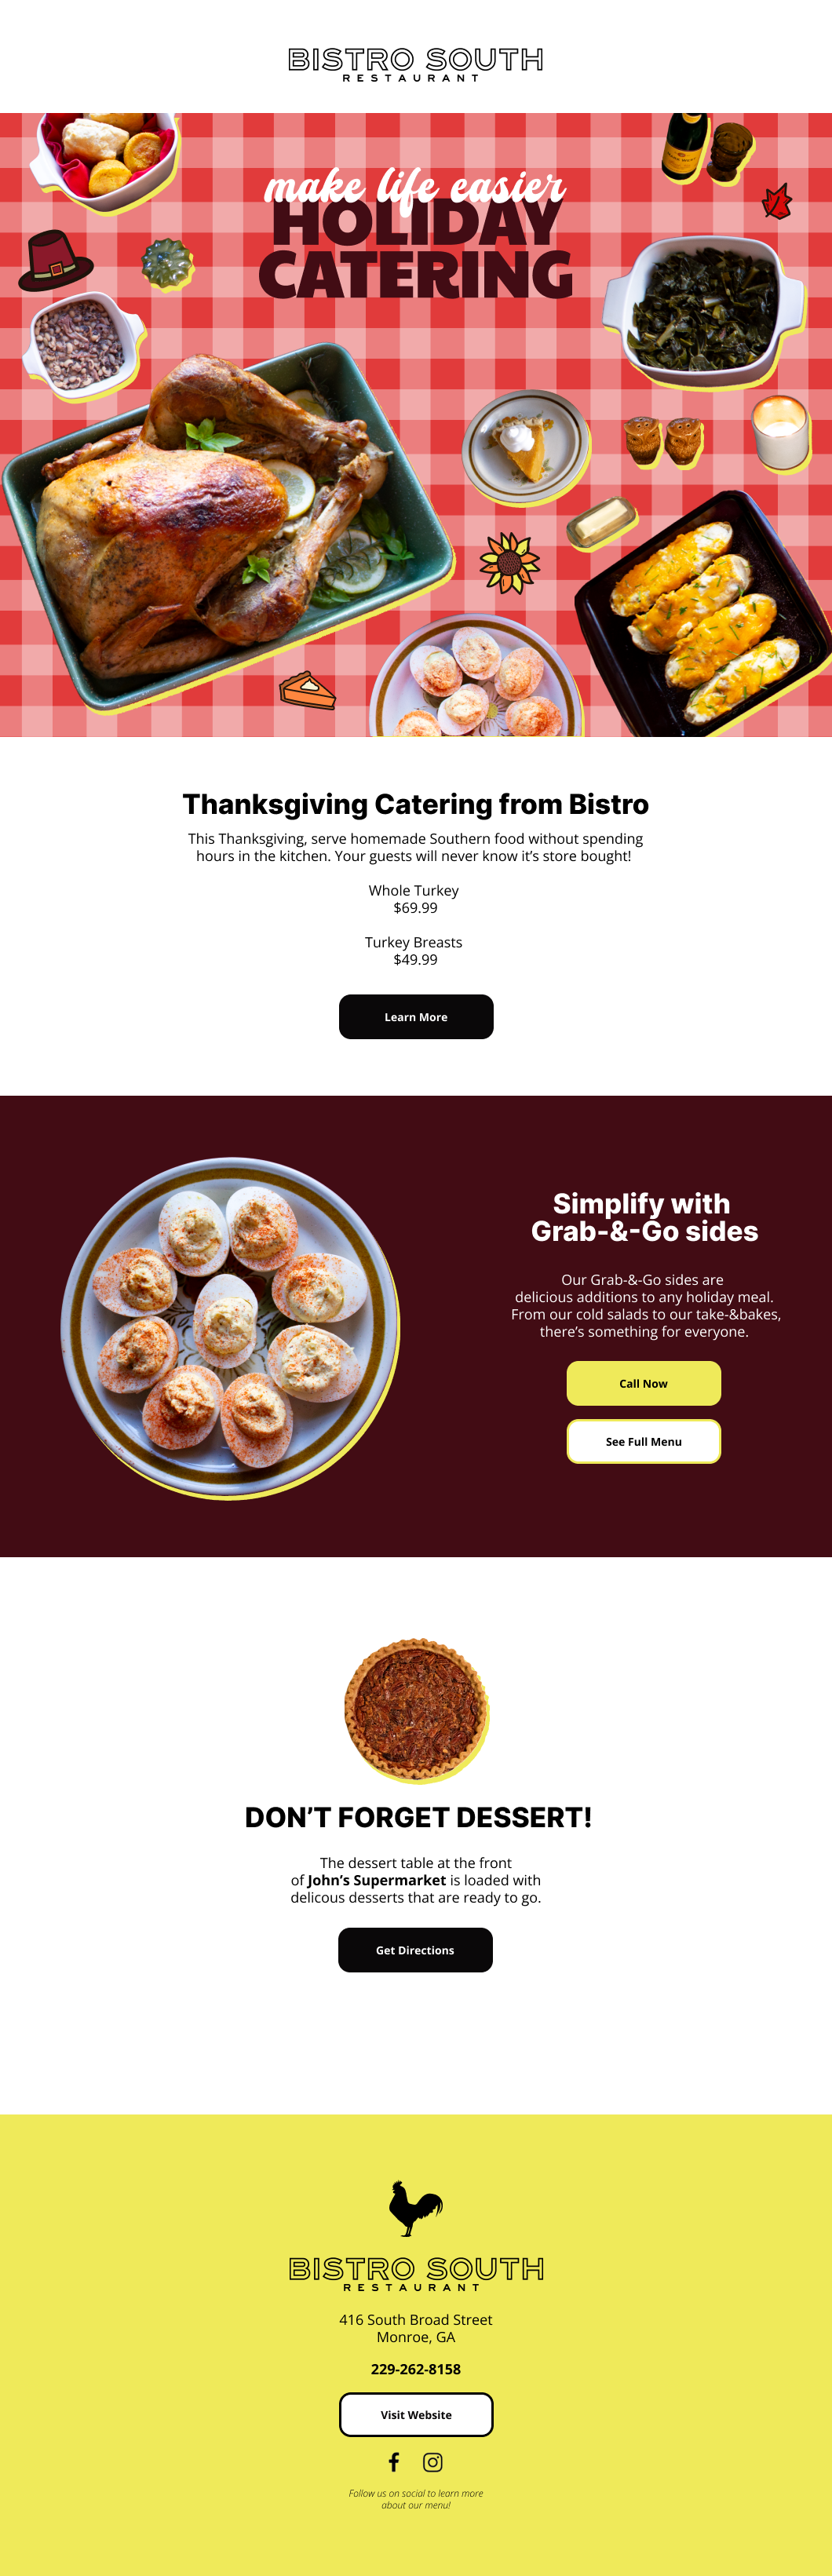 BISTRO SOUTH
RESTAURANT
make life easier
HOLIDAY
CATERING
Thanksgiving Catering from Bistro
This Thanksgiving, serve homemade Southern food without spending
hours in the kitchen. Your guests will never know it’s store bought!
Whole Turkey
$69.99
Turkey Breasts
$49.99
Learn More
Simplify with
Grab-&-Go sides
Our Grab-&-Go sides are
delicious additions to any holiday meal.
From our cold salads to our take-&bakes,
there’s something for everyone.
Call Now
See Full Menu
DON’T FORGET DESSERT!
The dessert table at the front
of John’s Supermarket is loaded with
delicous desserts that are ready to go.
Get Directions
BISTRO SOUTH
RESTAURANT
416 South Broad Street
Monroe, GA
229-262-8158
Visit Website
Follow us on social to learn more
about our menu!